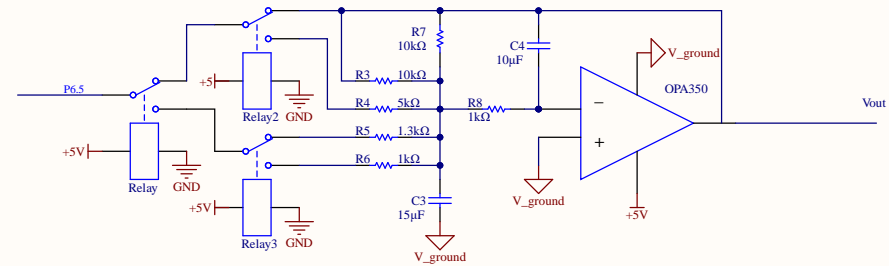 P6.5
+5V
Relay
GND
+5
Relay2
GND
+5V
Relay3
GND
R7
10kΩ
R3 10kΩ
R4 5kΩ
R5 1.3kΩ
R6 1kΩ
C3
15µF
V_ground
R8
1kΩ
C4
10µF
V_ground
−
+
OPA350
V_ground
+5V
Vout